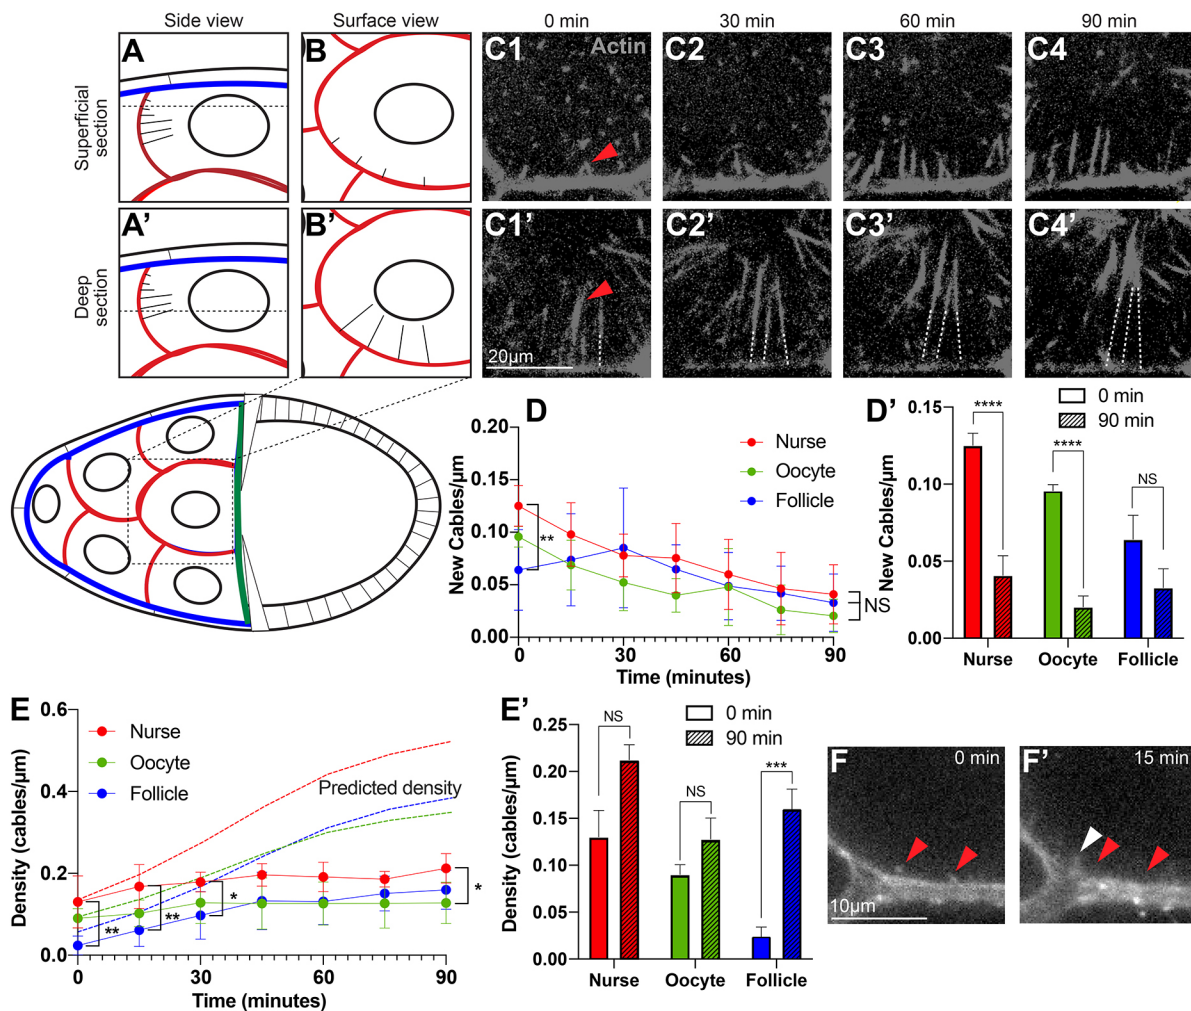 Side view
Surface view
0 min
30 min
60 min
90 min
Superficial
section
A
B
C1
Actin
C2
C3
C4
Deep
section
A’
B’
C1’
20µm
C2’
C3’
C4’
D
0.20
0.15
0.10
0.05
0.00
New Cables/µm
Nurse
Oocyte
Follicle
**
NS
0
30
60
90
Time (minutes)
D’
0 min
90 min
0.15
0.10
0.05
0.00
New Cables/µm
****
****
NS
Nurse
Oocyte
Follicle
E
0.6
0.4
0.2
0.0
Density (cables/µm)
Nurse
Oocyte
Follicle
Predicted density
**
**
*
*
0
30
60
90
Time (minutes)
E’
0 min
90 min
0.25
0.20
0.15
0.10
0.05
0.00
Density (cables/µm)
NS
NS
***
Nurse
Oocyte
Follicle
F
0 min
10µm
F’
15 min